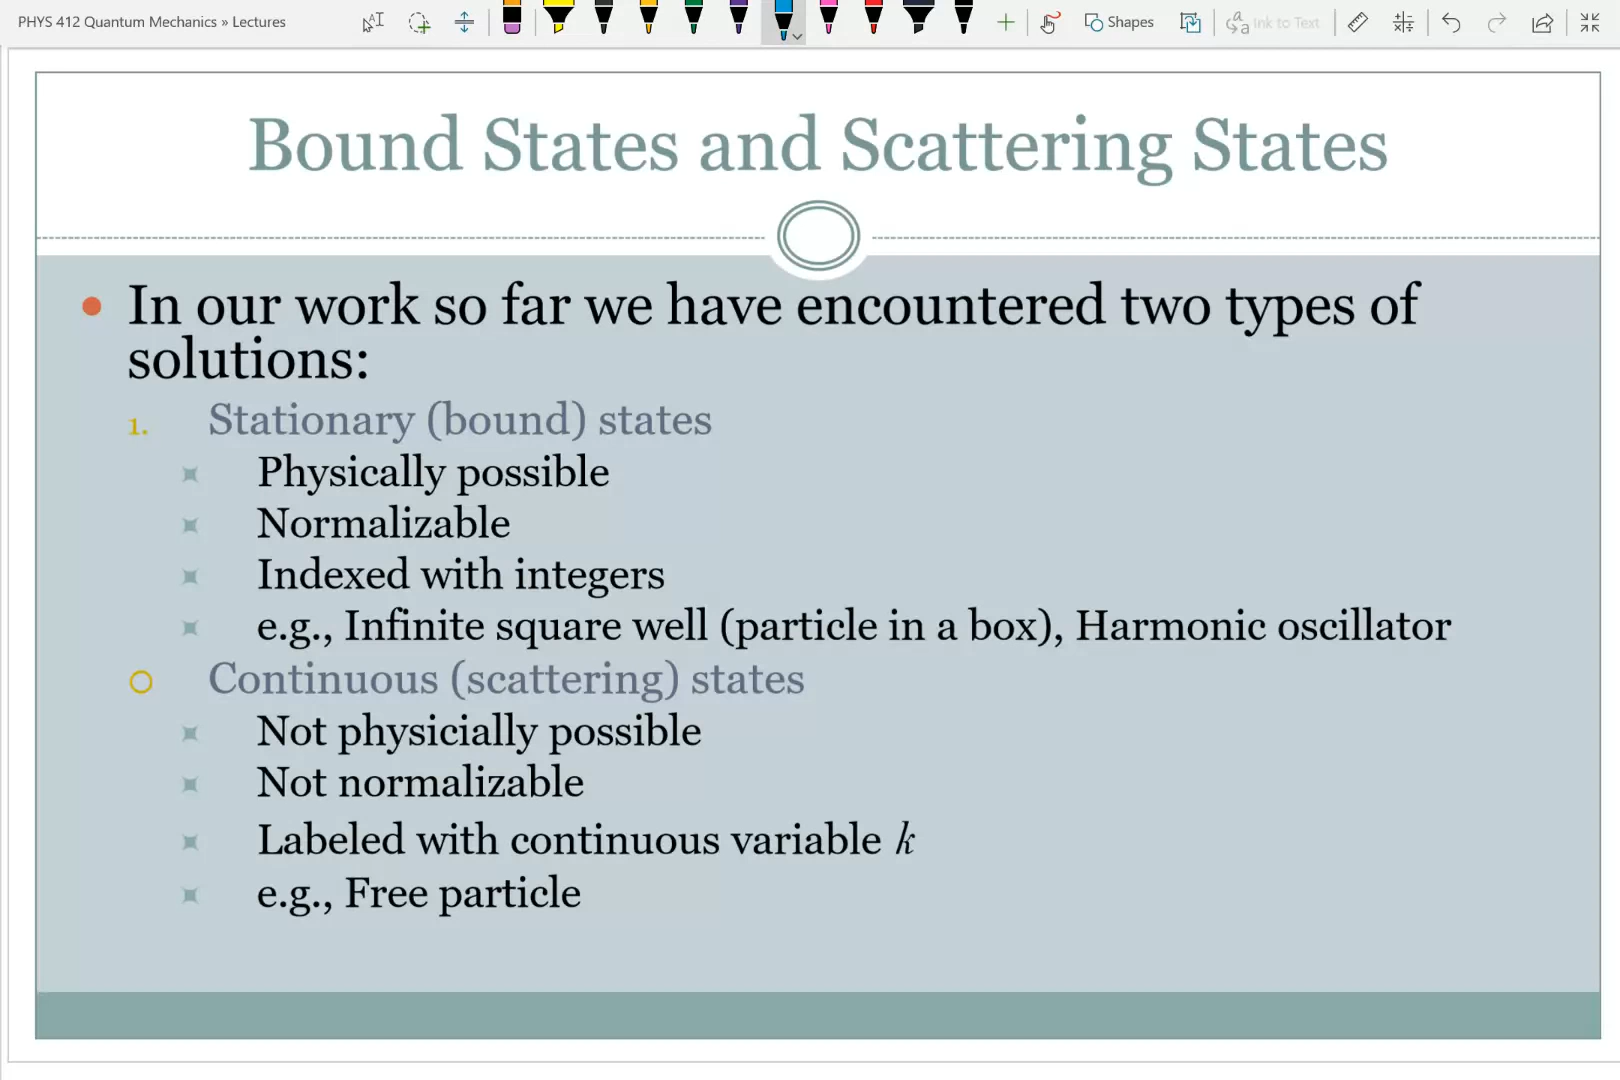 PHYS 412 Quantum Mechanics » Lectures
Shapes
Ink to Text
Bound States and Scattering States
In our work so far we have encountered two types of
solutions:
1. Stationary (bound) states
Physically possible
Normalizable
Indexed with integers
e.g., Infinite square well (particle in a box), Harmonic oscillator
Continuous (scattering) states
Not physicially possible
Not normalizable
Labeled with continuous variable k
e.g., Free particle